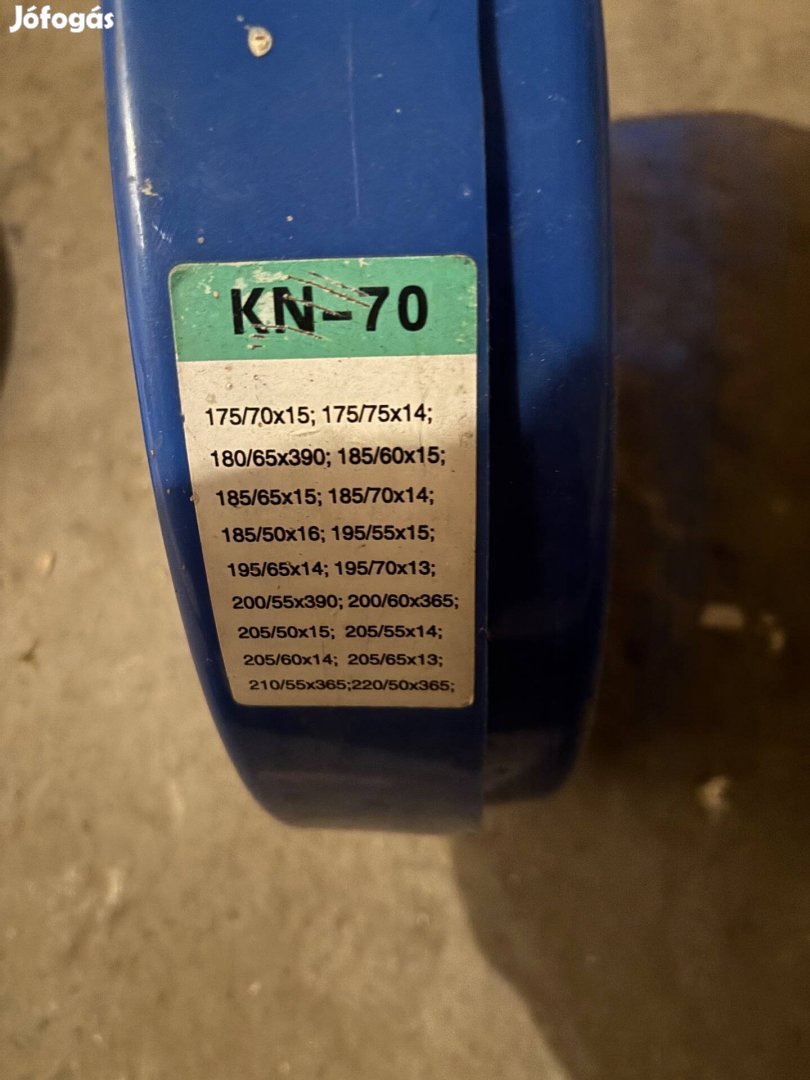 Jófogás
KN-70
175/70x15; 175/75x14;
180/65x390; 185/60x15;
185/65x15; 185/70x14;
185/50x16; 195/55x15;
195/65x14; 195/70x13;
200/55x390; 200/60x365;
205/50x15; 205/55x14;
205/60x14; 205/65x13;
210/55x365;220/50x365;